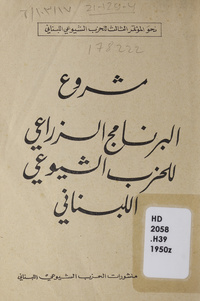 نحو المؤتمر الثالث للحزب الشيوعي اللبناني
178222
مشروع
البرنامج الزراعي
للحزب الشيوعي
اللبناني
HD
2058
.H39
1950z
منشورات الحزب الشيوعي اللبناني